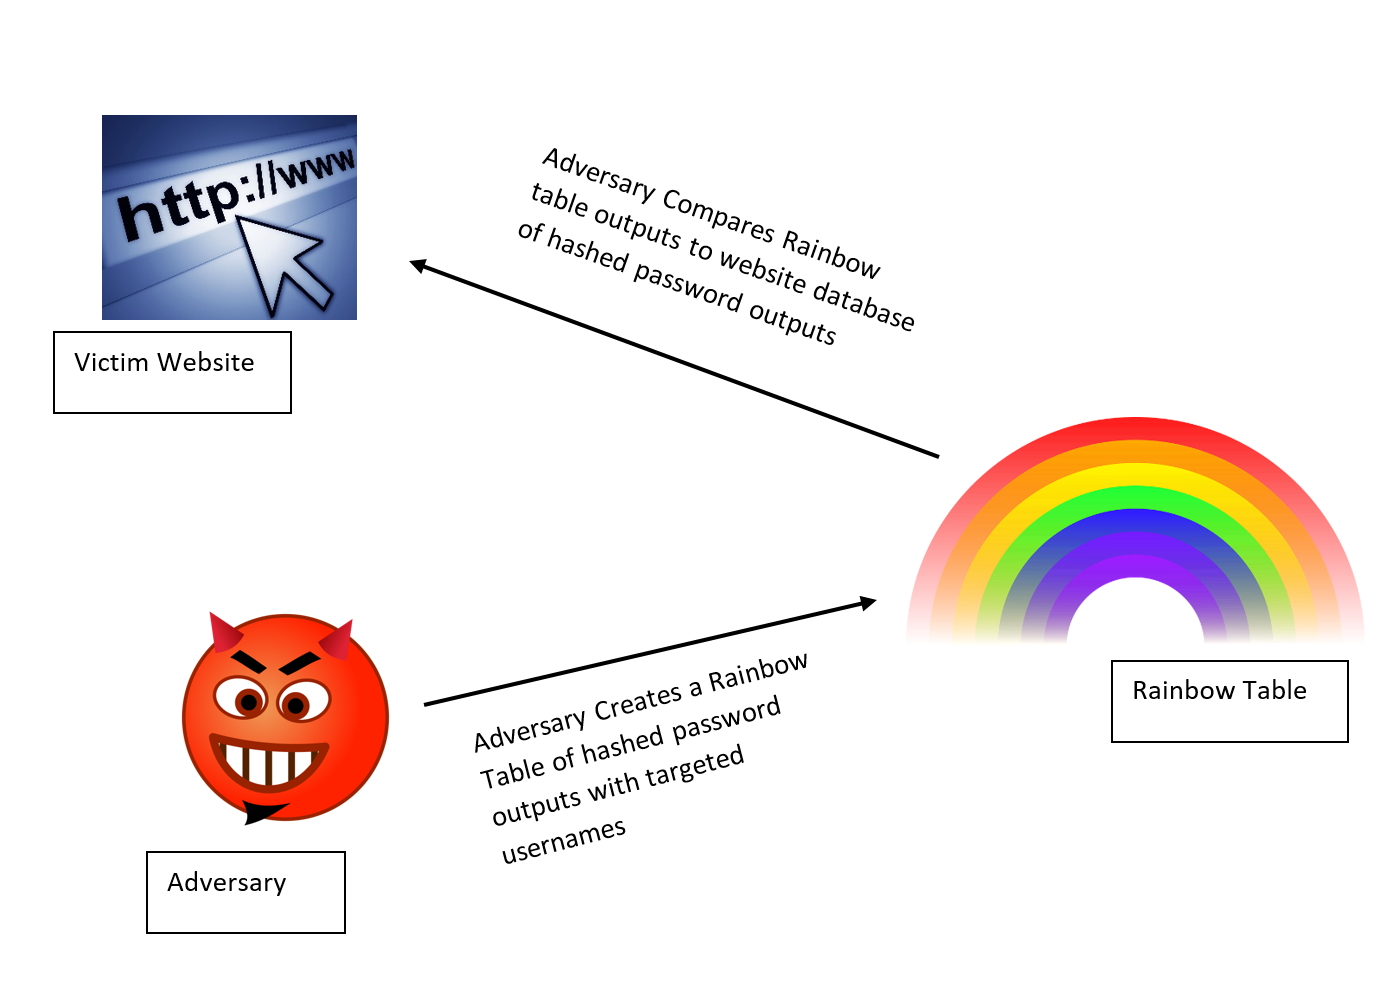 http://www
Adversary Compares Rainbow
table outputs to website database
of hashed password outputs
Victim Website
Adversary Creates a Rainbow
Table of hashed password
outputs with targeted
usernames
Rainbow Table
Adversary